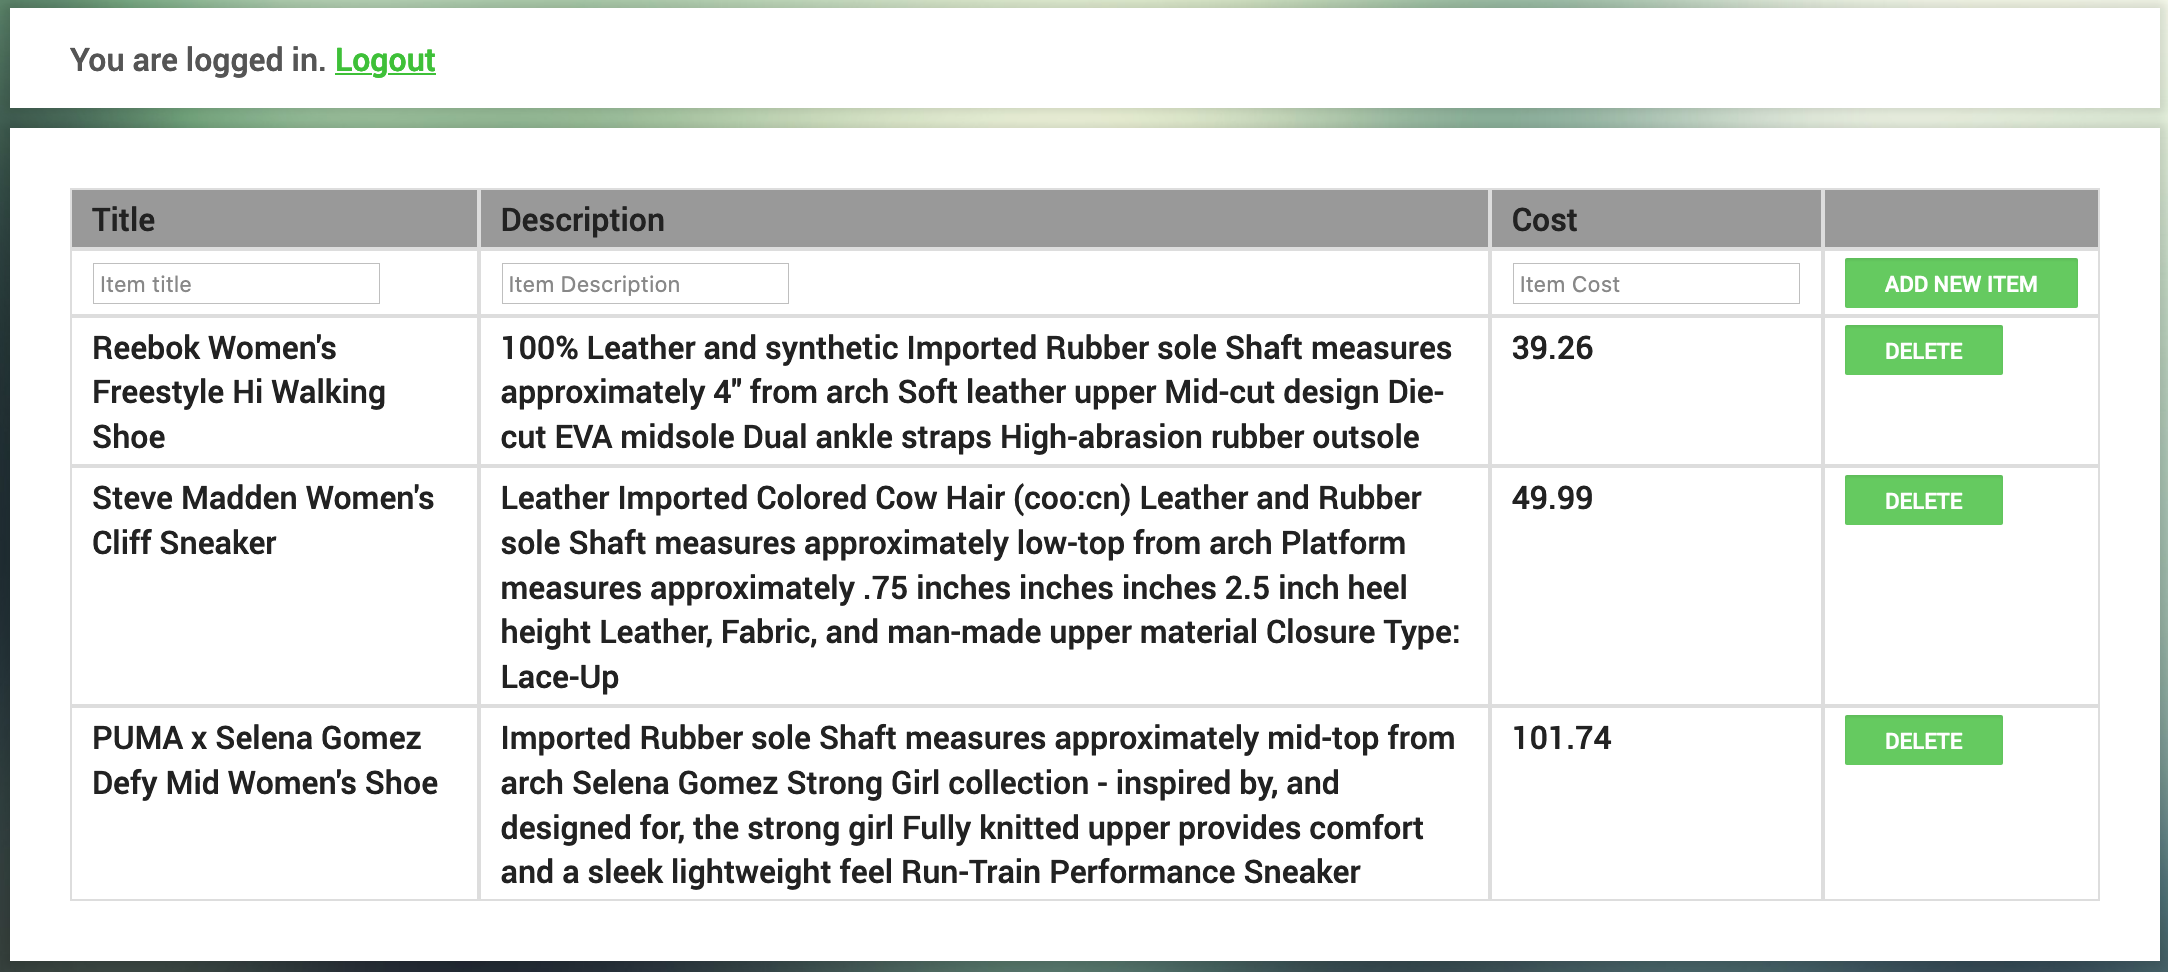 You are logged in. Logout
Title Description Cost
Item title Item Description Item Cost ADD NEW ITEM
Reebok Women's
Freestyle Hi Walking
Shoe
100% Leather and synthetic Imported Rubber sole Shaft measures
approximately 4" from arch Soft leather upper Mid-cut design Die-
cut EVA midsole Dual ankle straps High-abrasion rubber outsole
39.26
DELETE
Steve Madden Women's
Cliff Sneaker
Leather Imported Colored Cow Hair (coo:cn) Leather and Rubber
sole Shaft measures approximately low-top from arch Platform
measures approximately .75 inches inches inches 2.5 inch heel
height Leather, Fabric, and man-made upper material Closure Type:
Lace-Up
49.99
DELETE
PUMA x Selena Gomez
Defy Mid Women's Shoe
Imported Rubber sole Shaft measures approximately mid-top from
arch Selena Gomez Strong Girl collection - inspired by, and
designed for, the strong girl Fully knitted upper provides comfort
and a sleek lightweight feel Run-Train Performance Sneaker
101.74
DELETE